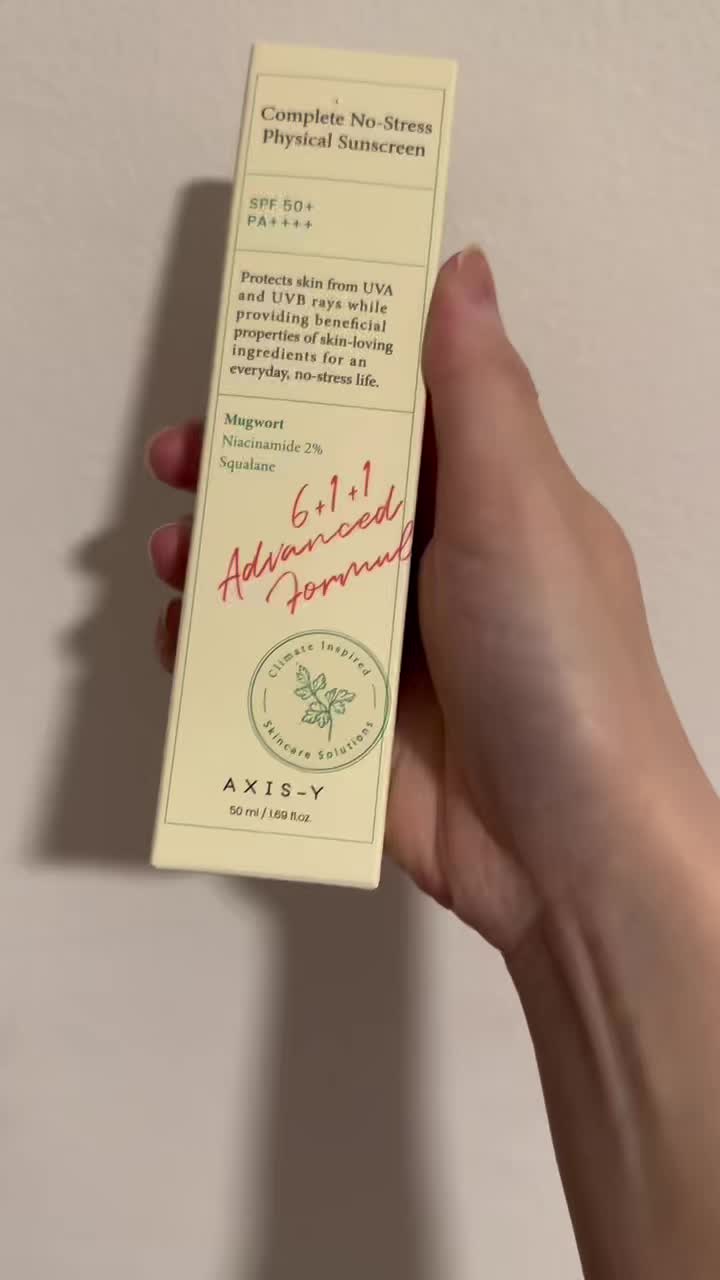 Complete No-Stress
Physical Sunscreen
SPF 50+
PA++++
Protects skin from UVA
and UVB rays while
providing beneficial
properties of skin-loving
ingredients for an
everyday, no-stress life.
Mugwort
Niacinamide 2%
Squalane
6+1+1
Advanced
Formul
Climate Inspired
Skincare Solutions
AXIS-Y
50 ml / 1.69 fl.oz.